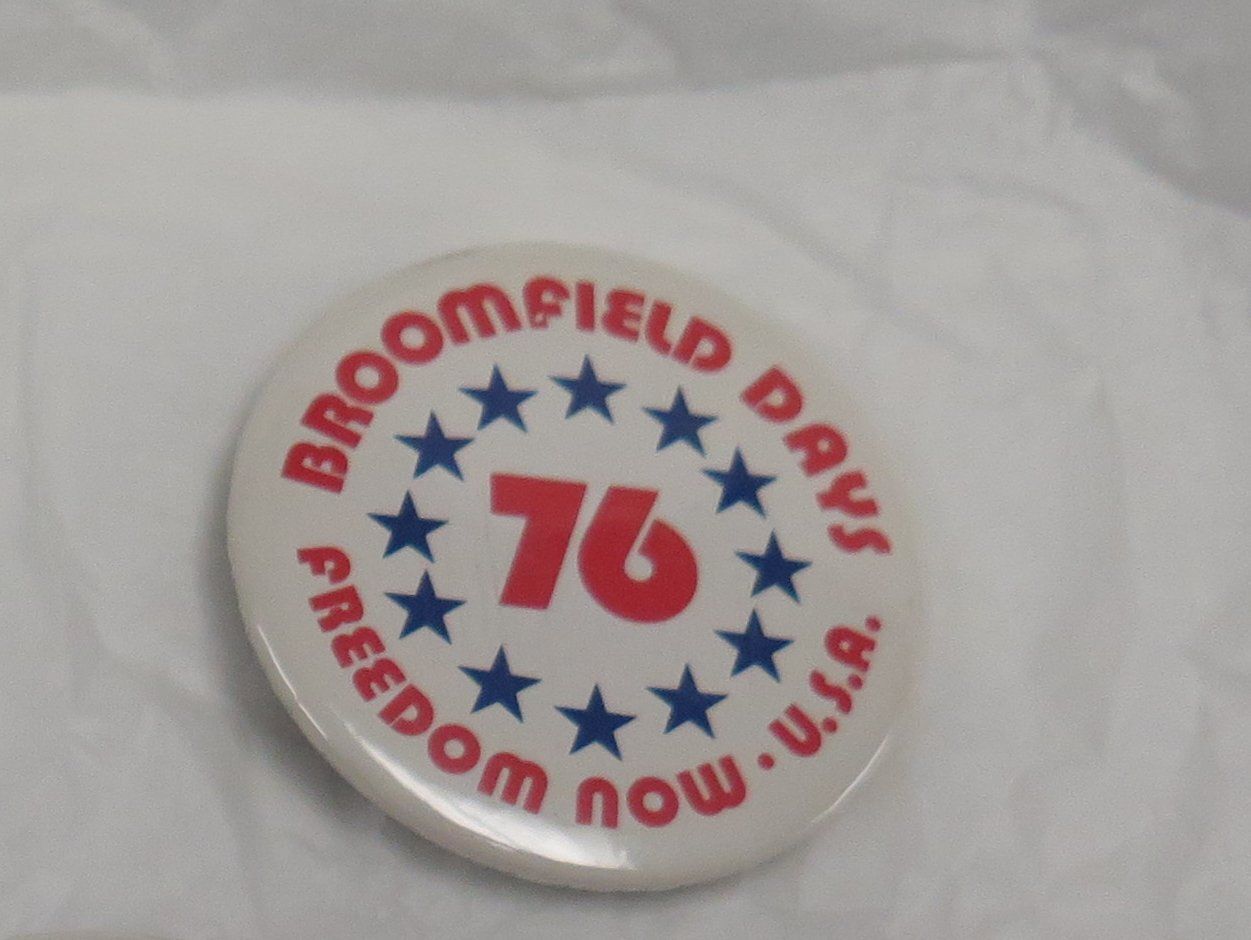 BROOMFIELD DAYS
76
FREEDOM NOW · U.S.A.